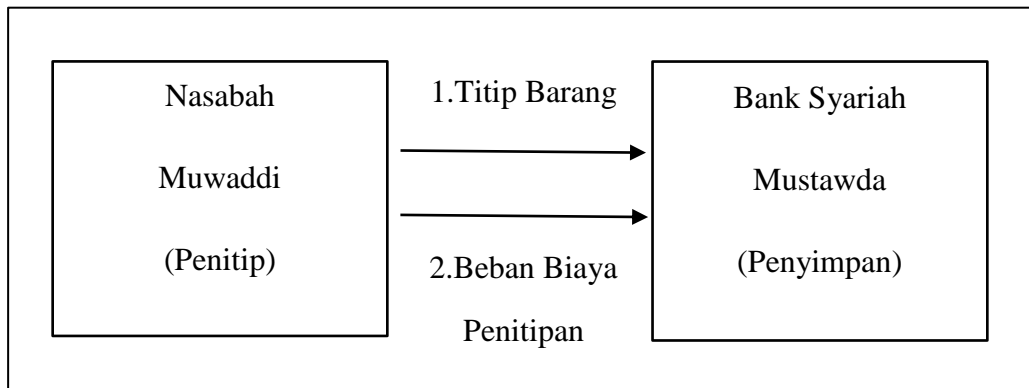 Nasabah
Muwaddi
(Penitip)
1.Titip Barang
2.Beban Biaya
Penitipan
Bank Syariah
Mustawda
(Penyimpan)